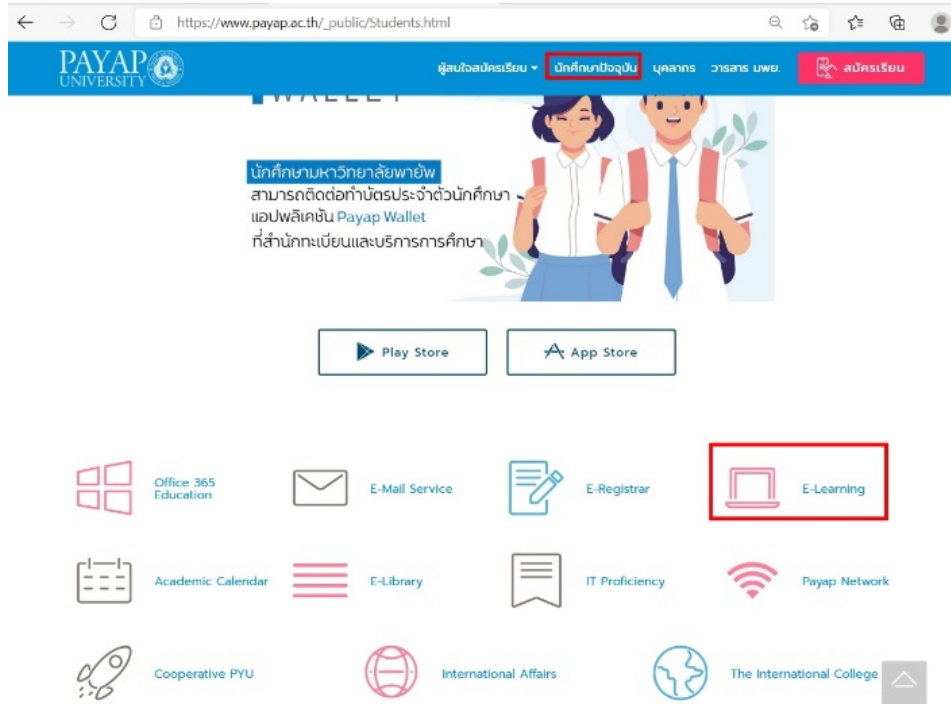 https://www.payap.ac.th/_public/Students.html
PAYAP
UNIVERSITY
ผู้สนใจสมัครเรียน นักศึกษาปัจจุบัน บุคลากร วารสาร มพย. สมัครเรียน
WALLET
นักศึกษามหาวิทยาลัยพายัพ
สามารถติดต่อทำบัตรประจำตัวนักศึกษา
แอปพลิเคชัน Payap Wallet
ที่สำนักทะเบียนและบริการการศึกษา
Play Store
App Store
Office 365
Education
E-Mail Service
E-Registrar
E-Learning
Academic Calendar
E-Library
IT Proficiency
Payap Network
Cooperative PYU
International Affairs
The International College